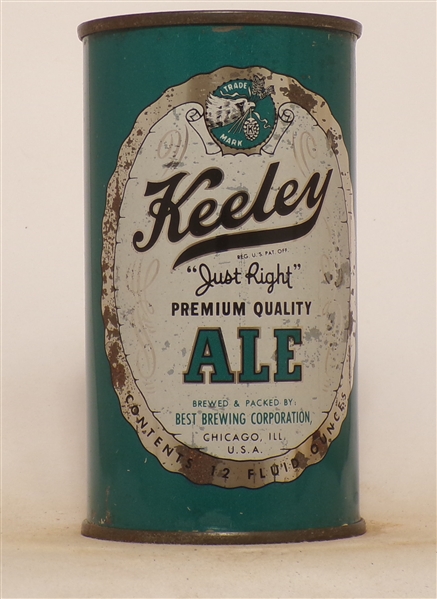 TRADE
MARK
Keeley
REG. U.S. PAT. OFF.
"Just Right"
PREMIUM QUALITY
ALE
BREWED & PACKED BY:
BEST BREWING CORPORATION,
CHICAGO, ILL.
U.S.A.
CONTENTS 12 FLUID OUNCES